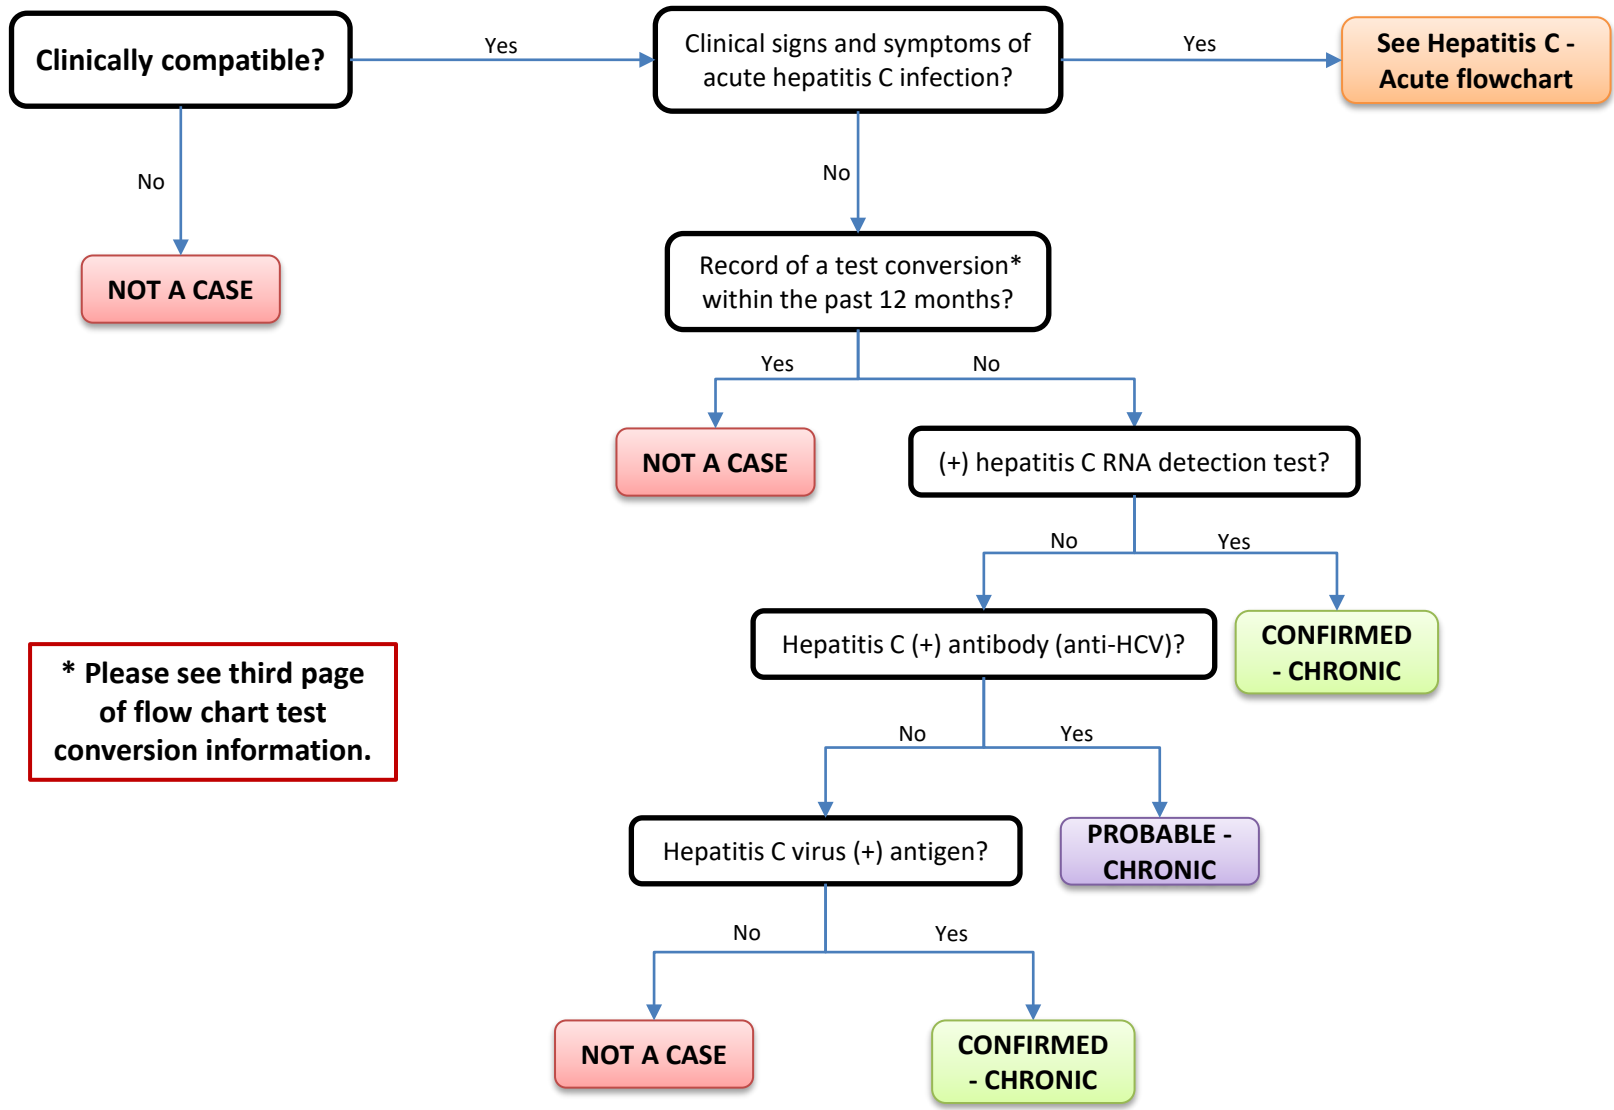 Clinically compatible?
Yes
Clinical signs and symptoms of
acute hepatitis C infection?
Yes
See Hepatitis C -
Acute flowchart
No
No
NOT A CASE
Record of a test conversion*
within the past 12 months?
Yes
No
NOT A CASE
(+) hepatitis C RNA detection test?
No
Yes
Hepatitis C (+) antibody (anti-HCV)?
CONFIRMED
- CHRONIC
* Please see third page
of flow chart test
conversion information.
No
Yes
Hepatitis C virus (+) antigen?
PROBABLE -
CHRONIC
No
Yes
NOT A CASE
CONFIRMED
- CHRONIC